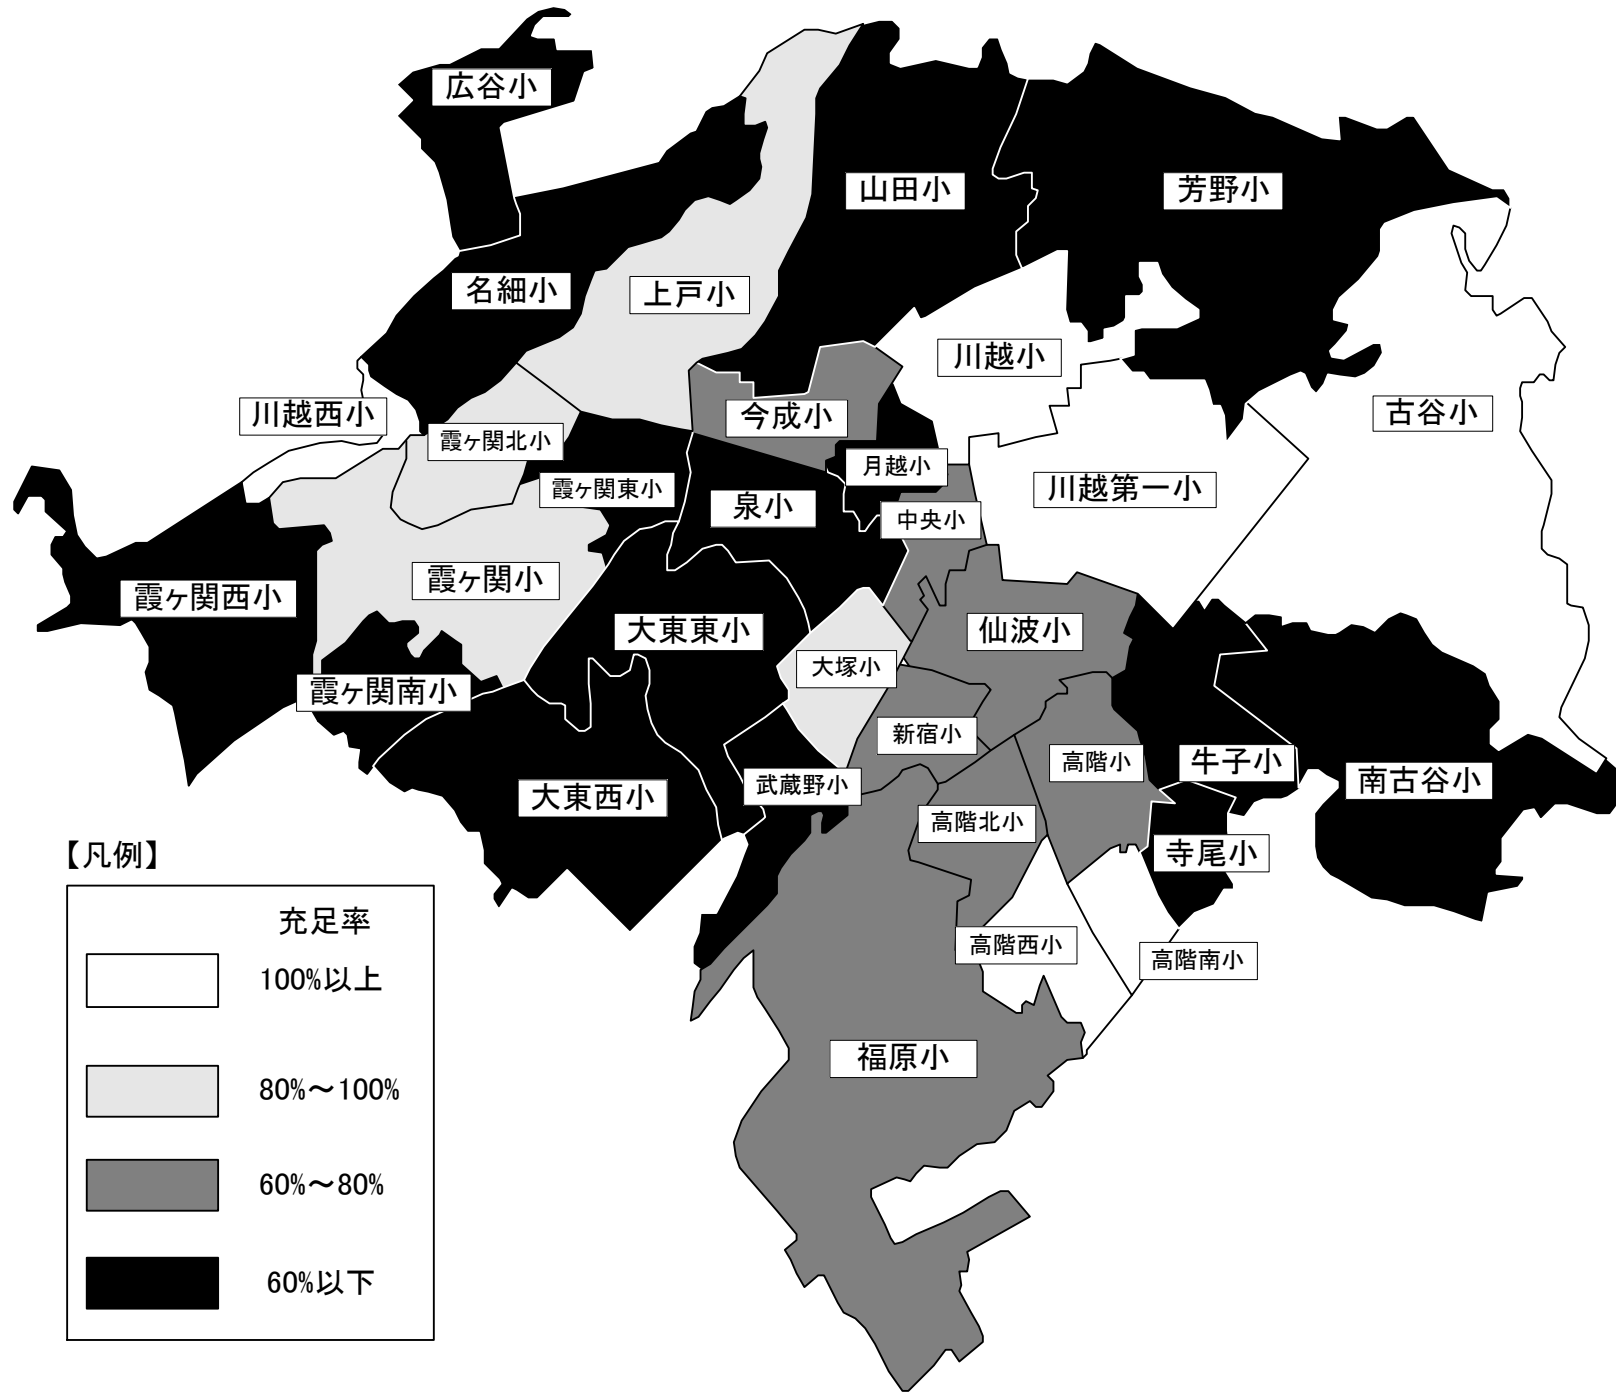 広谷小
山田小
芳野小
名細小
上戸小
川越小
川越西小
今成小
古谷小
霞ヶ関北小
月越小
霞ヶ関東小
泉小
川越第一小
中央小
霞ヶ関西小
霞ヶ関小
大東東小
仙波小
大塚小
霞ヶ関南小
新宿小
高階小
牛子小
南古谷小
大東西小
武蔵野小
高階北小
寺尾小
高階西小
高階南小
福原小
【凡例】
充足率
100%以上
80%～100%
60%～80%
60%以下